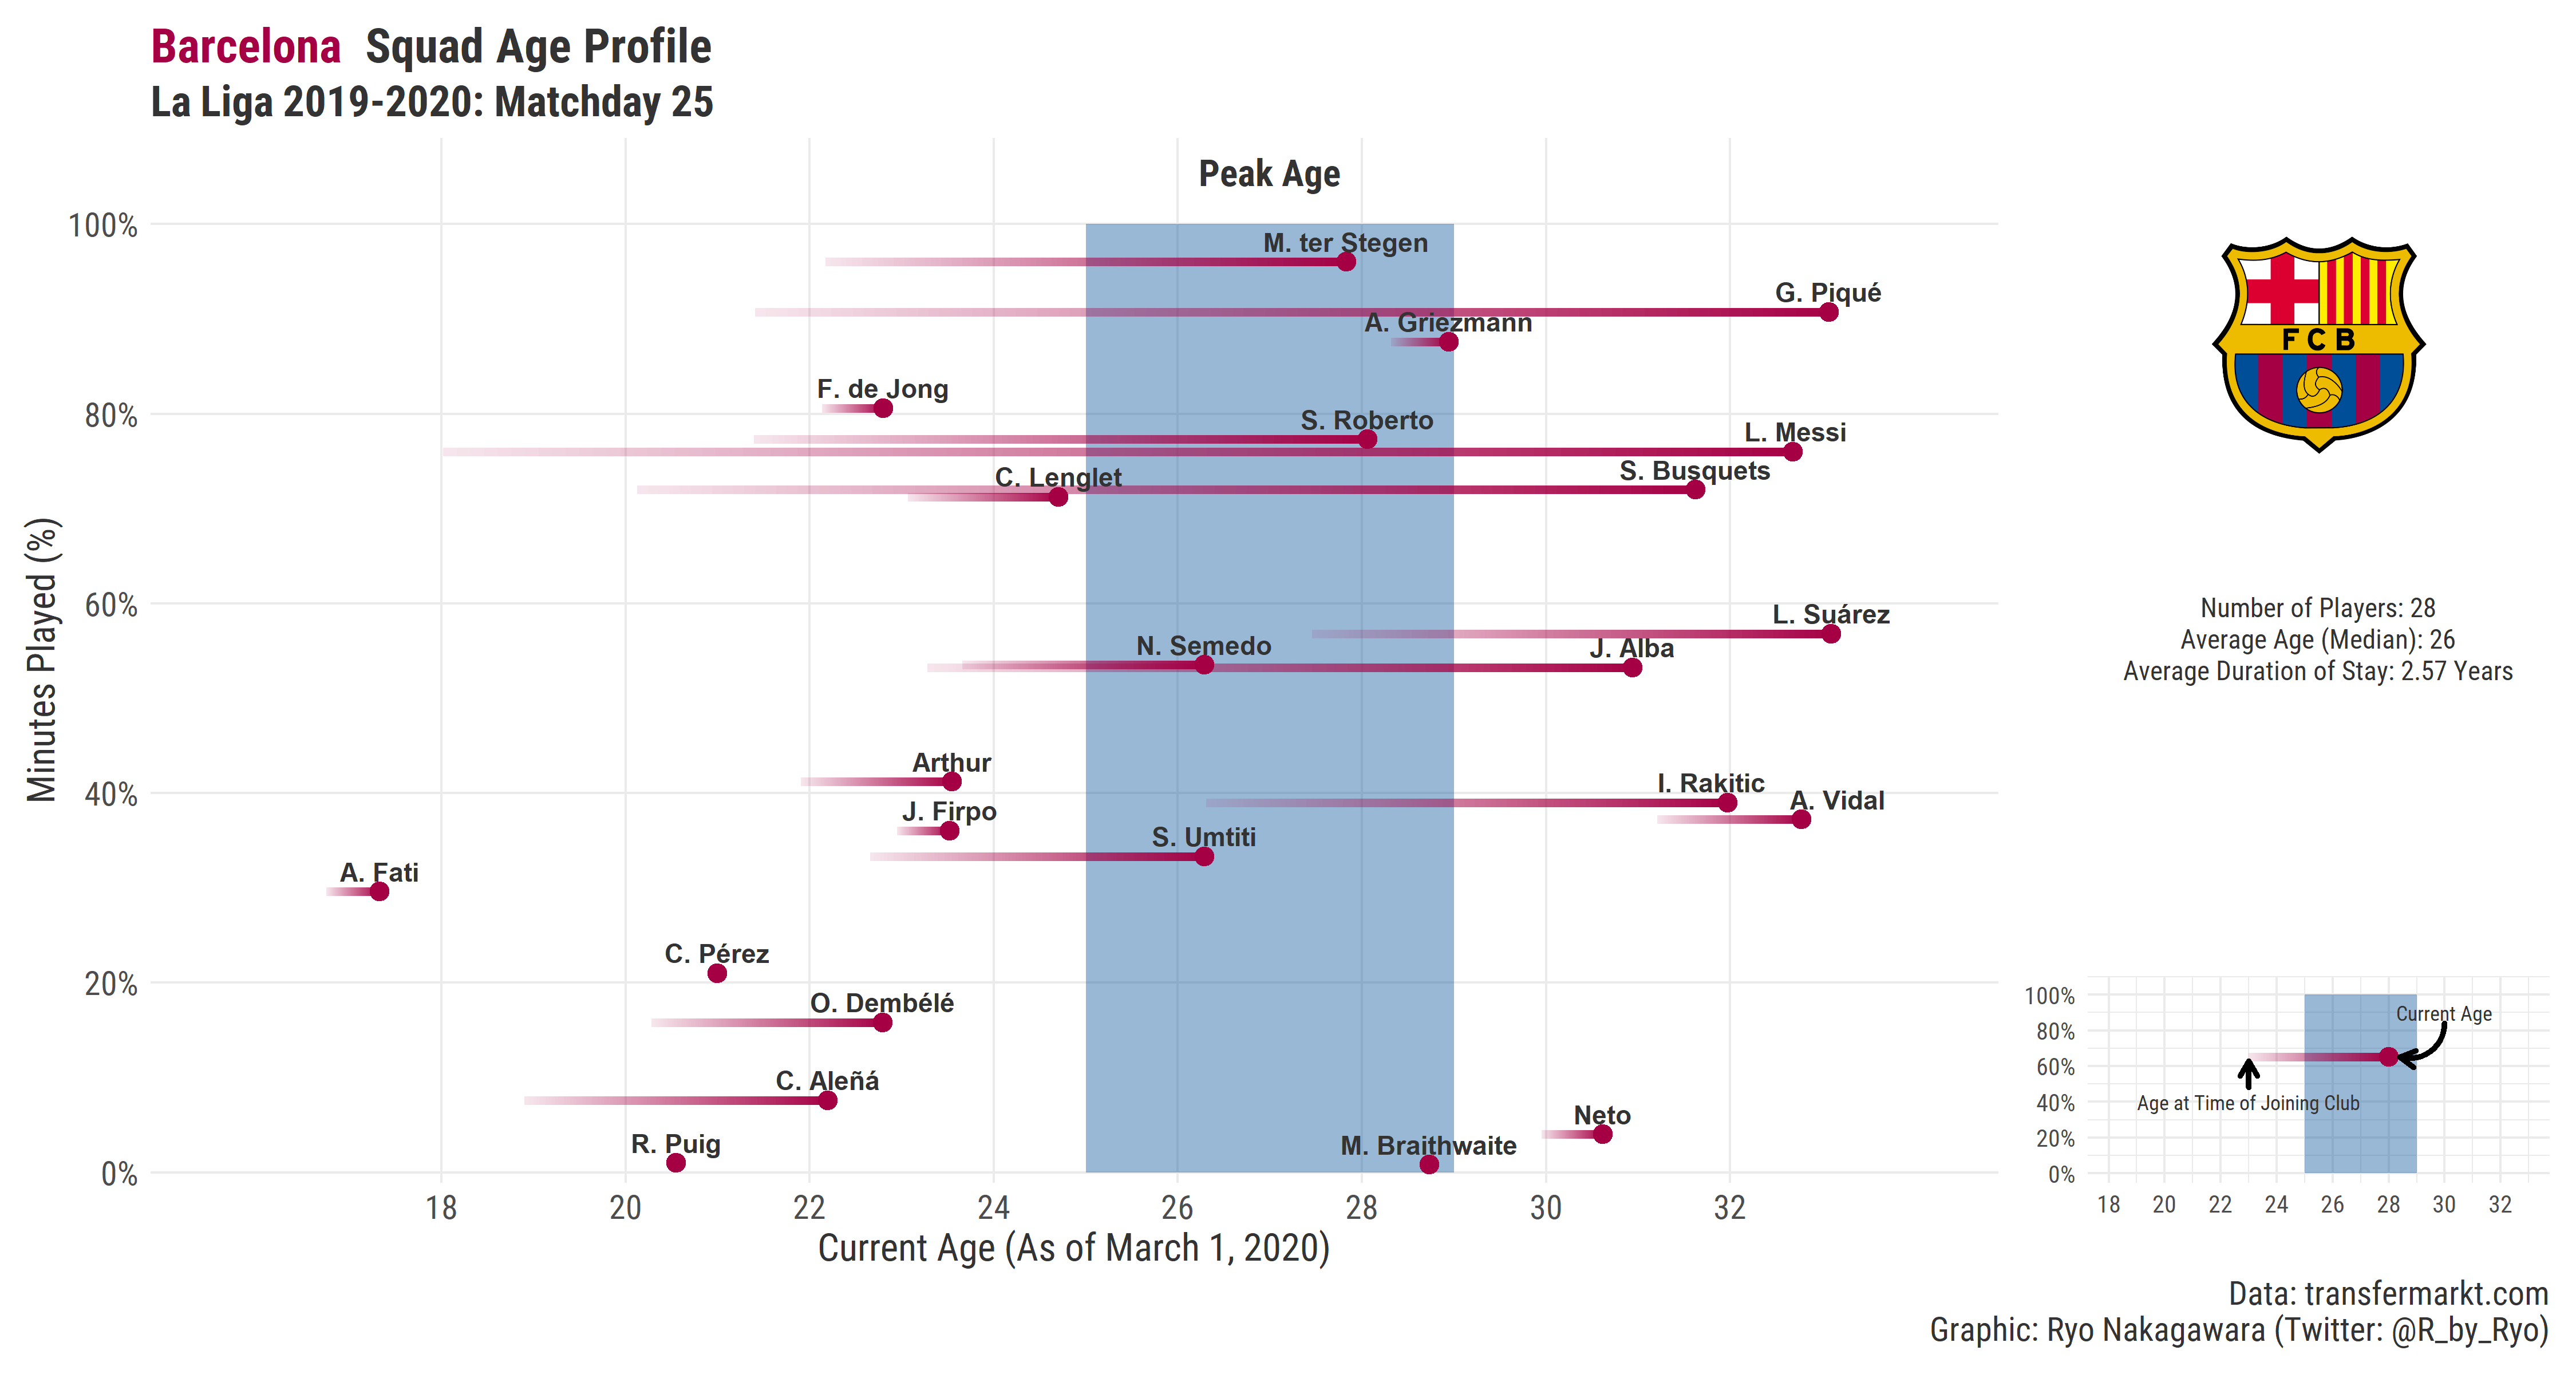 Barcelona Squad Age Profile
La Liga 2019-2020: Matchday 25
Peak Age
100%
80%
60%
40%
20%
0%
Minutes Played (%)
M. ter Stegen
G. Piqué
A. Griezmann
F. de Jong
S. Roberto
L. Messi
S. Busquets
C. Lenglet
L. Suárez
N. Semedo
J. Alba
Arthur
I. Rakitic
A. Vidal
J. Firpo
S. Umtiti
A. Fati
C. Pérez
O. Dembélé
C. Aleñá
Neto
R. Puig
M. Braithwaite
18 20 22 24 26 28 30 32
Current Age (As of March 1, 2020)
F C B
Number of Players: 28
Average Age (Median): 26
Average Duration of Stay: 2.57 Years
100%
80%
60%
40%
20%
0%
Current Age
Age at Time of Joining Club
18 20 22 24 26 28 30 32
Data: transfermarkt.com
Graphic: Ryo Nakagawara (Twitter: @R_by_Ryo)